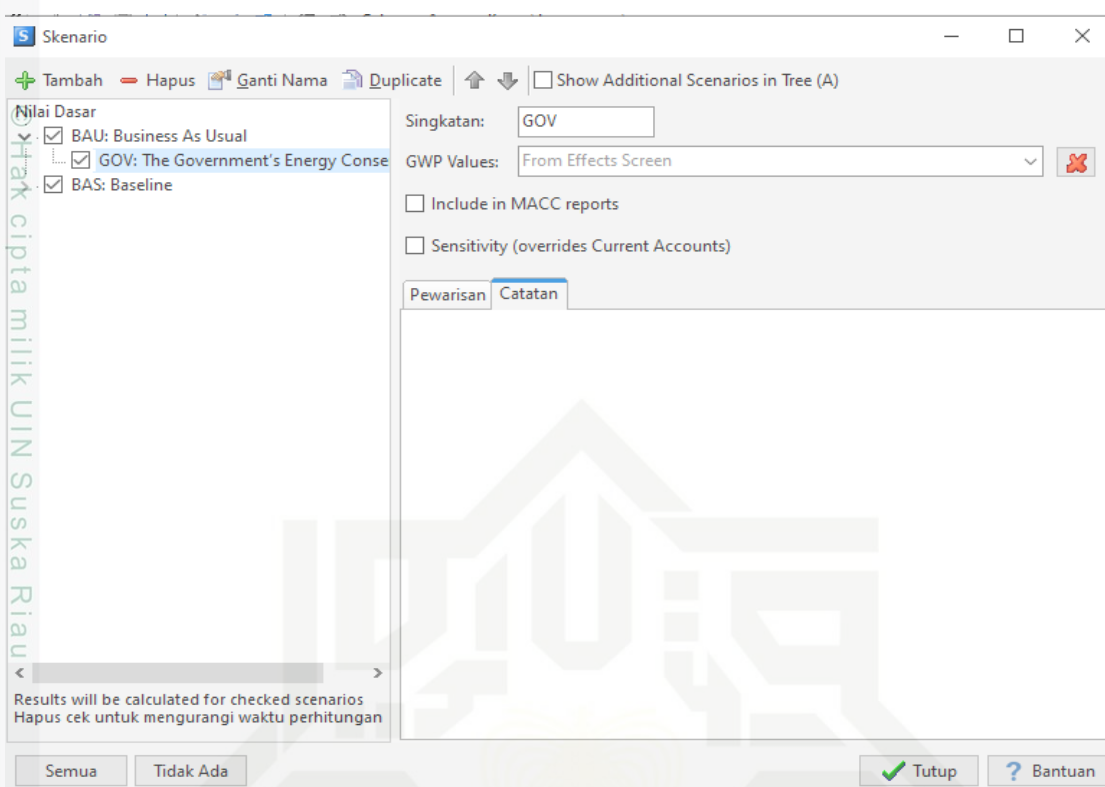 Skenario
Tambah Hapus Ganti Nama Duplicate Show Additional Scenarios in Tree (A)
Nilai Dasar
BAU: Business As Usual
GOV: The Government's Energy Conse
BAS: Baseline
Singkatan: GOV
GWP Values: From Effects Screen
Include in MACC reports
Sensitivity (overrides Current Accounts)
Pewarisan Catatan
Results will be calculated for checked scenarios
Hapus cek untuk mengurangi waktu perhitungan
Semua Tidak Ada Tutup Bantuan
© Hak cipta milik UIN Suska Riau